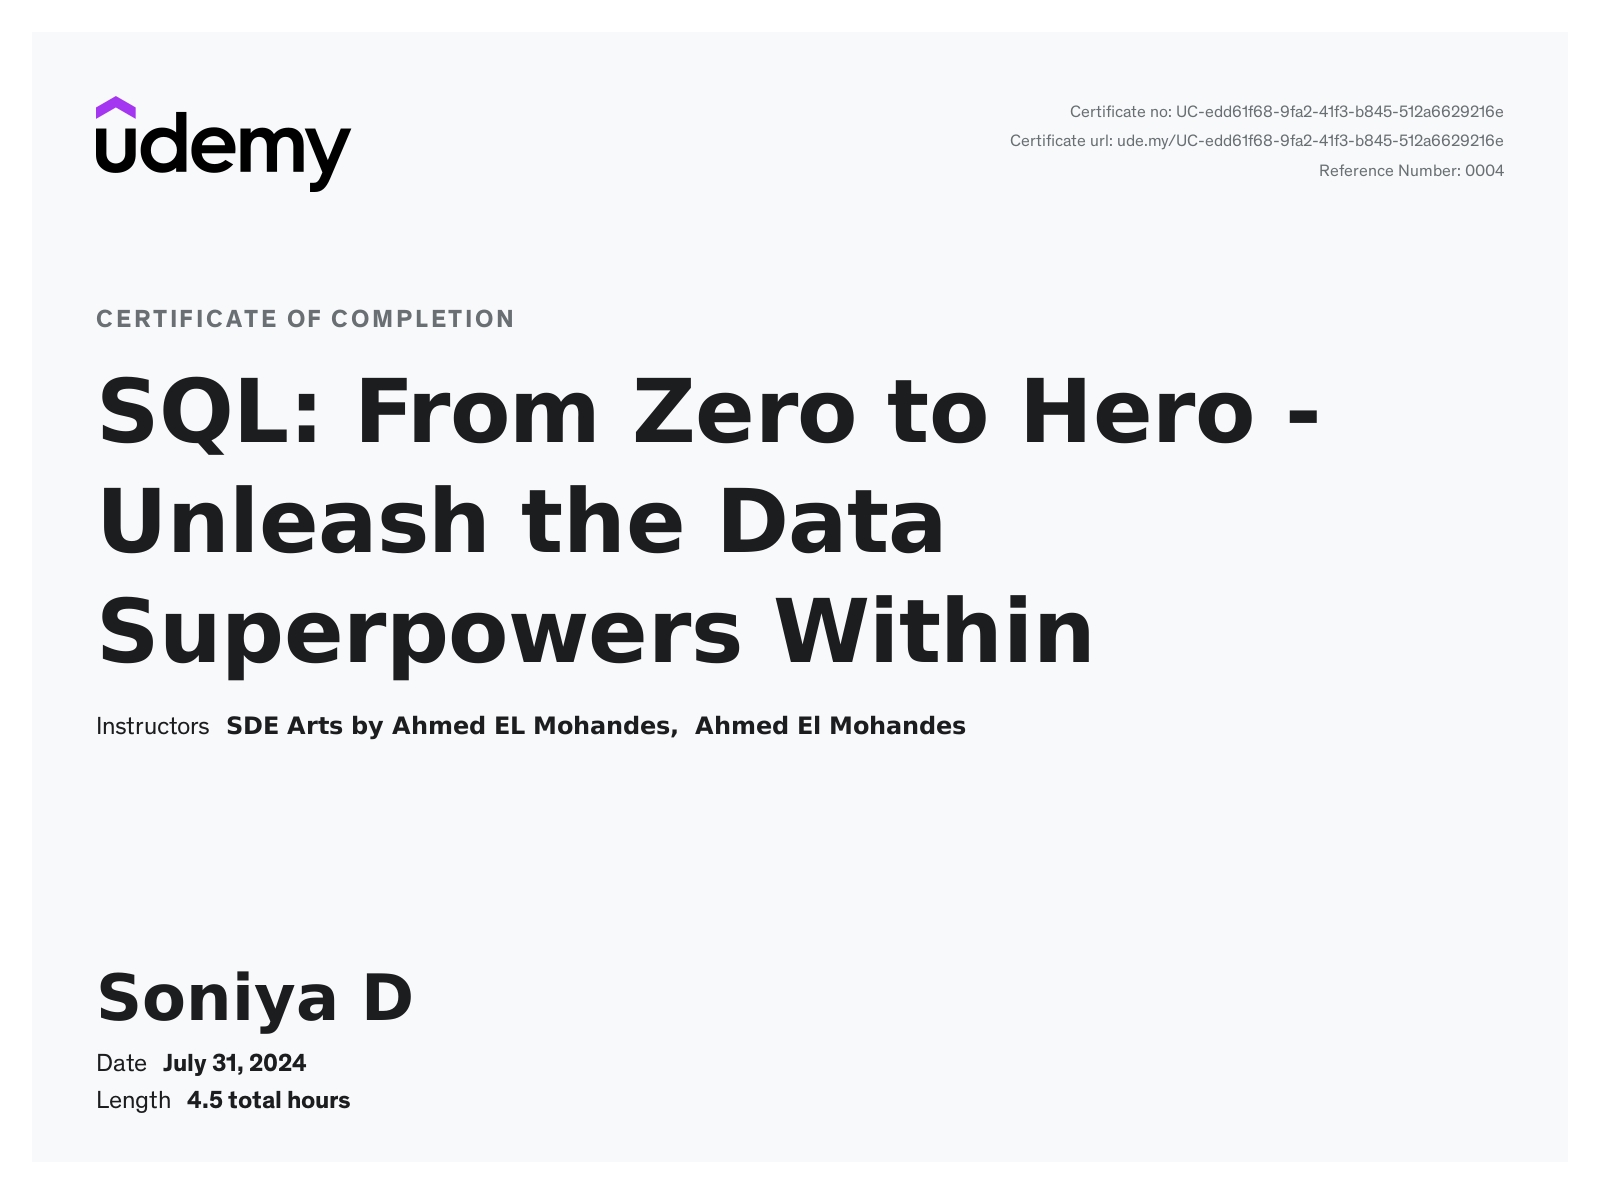 udemy
Certificate no: UC-edd61f68-9fa2-41f3-b845-512a6629216e
Certificate url: ude.my/UC-edd61f68-9fa2-41f3-b845-512a6629216e
Reference Number: 0004
CERTIFICATE OF COMPLETION
SQL: From Zero to Hero -
Unleash the Data
Superpowers Within
Instructors SDE Arts by Ahmed EL Mohandes, Ahmed El Mohandes
Soniya D
Date July 31, 2024
Length 4.5 total hours